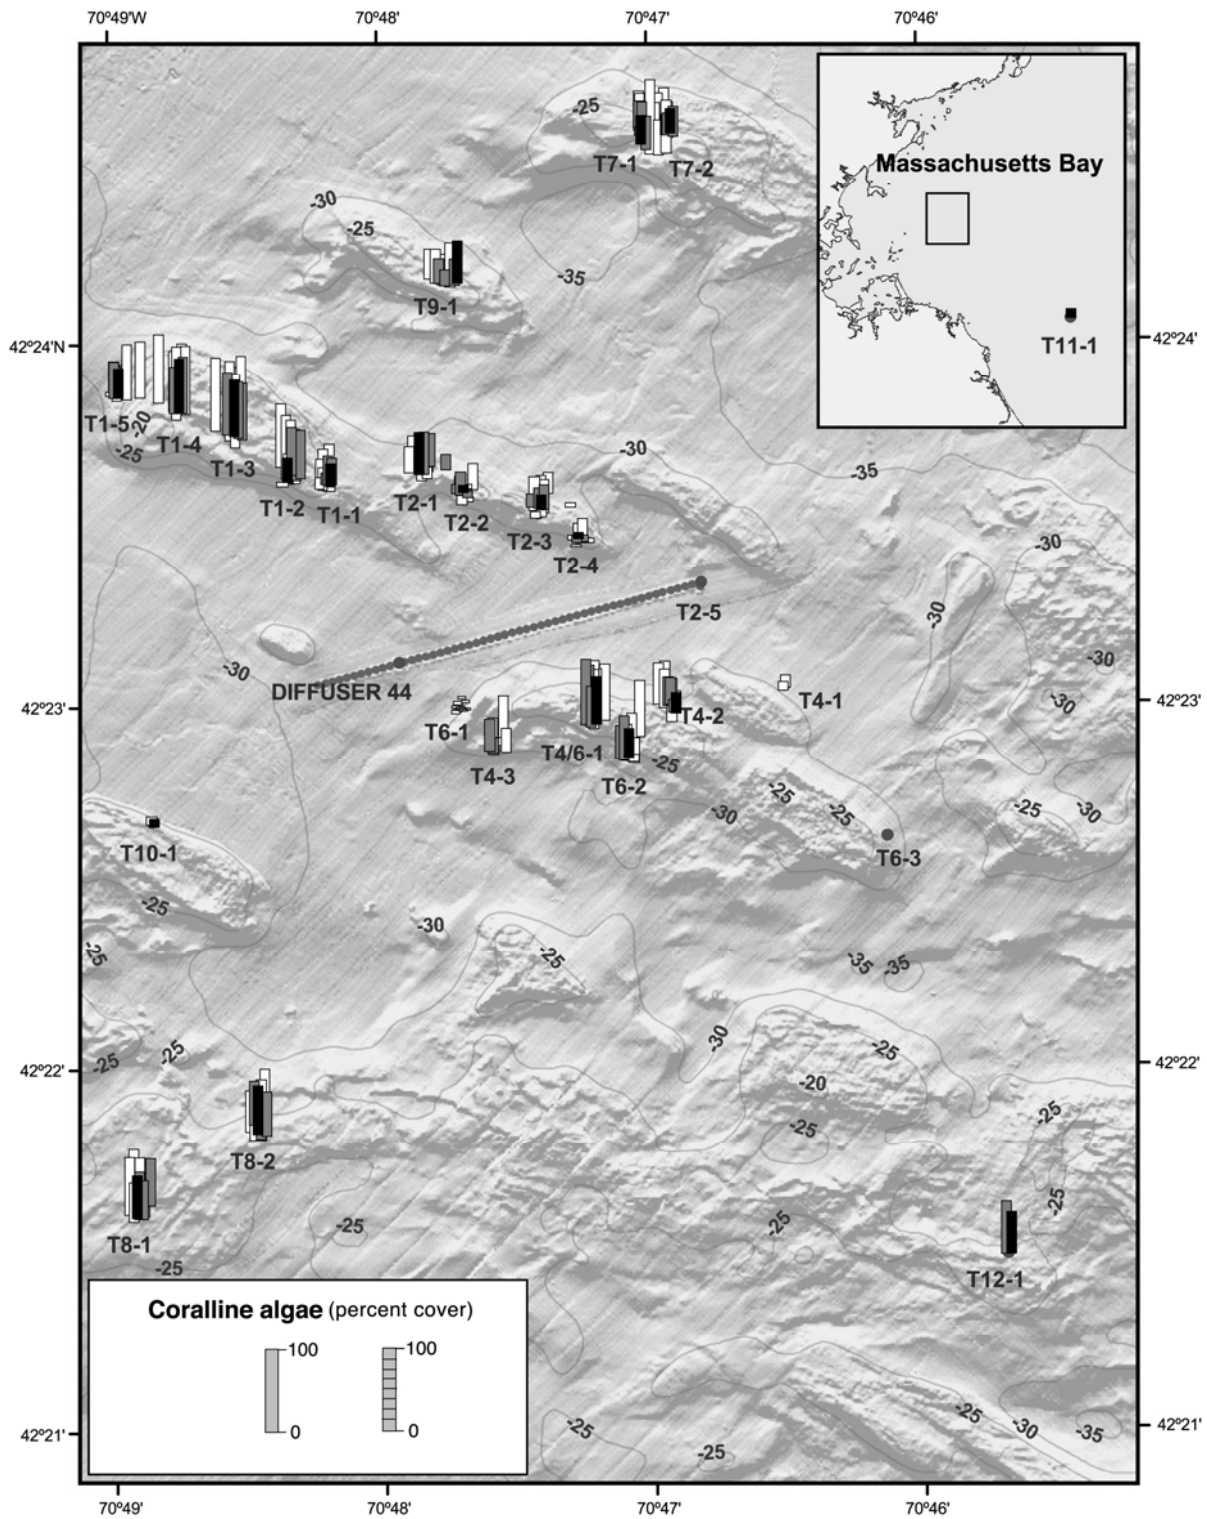 70°49'W 70°48' 70°47' 70°46'
-25
T7-1 T7-2
Massachusetts Bay
-30
-25
-35
T9-1
T11-1
42°24'N
42°24'
T1-5
-20
-25
T1-4
T1-3
T1-2
T1-1
T2-1
T2-2
T2-3
T2-4
-30
-35
-30
T2-5
-30
-30
-30
-30
DIFFUSER 44
42°23'
42°23'
T6-1
T4-3
T4/6-1
T6-2
T4-2
T4-1
-25
-25
-25
-30
-25
-30
T6-3
T10-1
-25
-30
-25
-25
-35
-35
-30
-25
-20
-25
-25
-25
42°22'
42°22'
-25
-25
T8-2
T8-1
-25
-25
-25
-25
T12-1
Coralline algae (percent cover)
100 100
0 0
42°21'
42°21'
-25
-25
-25
-30
-35
70°49' 70°48' 70°47' 70°46'